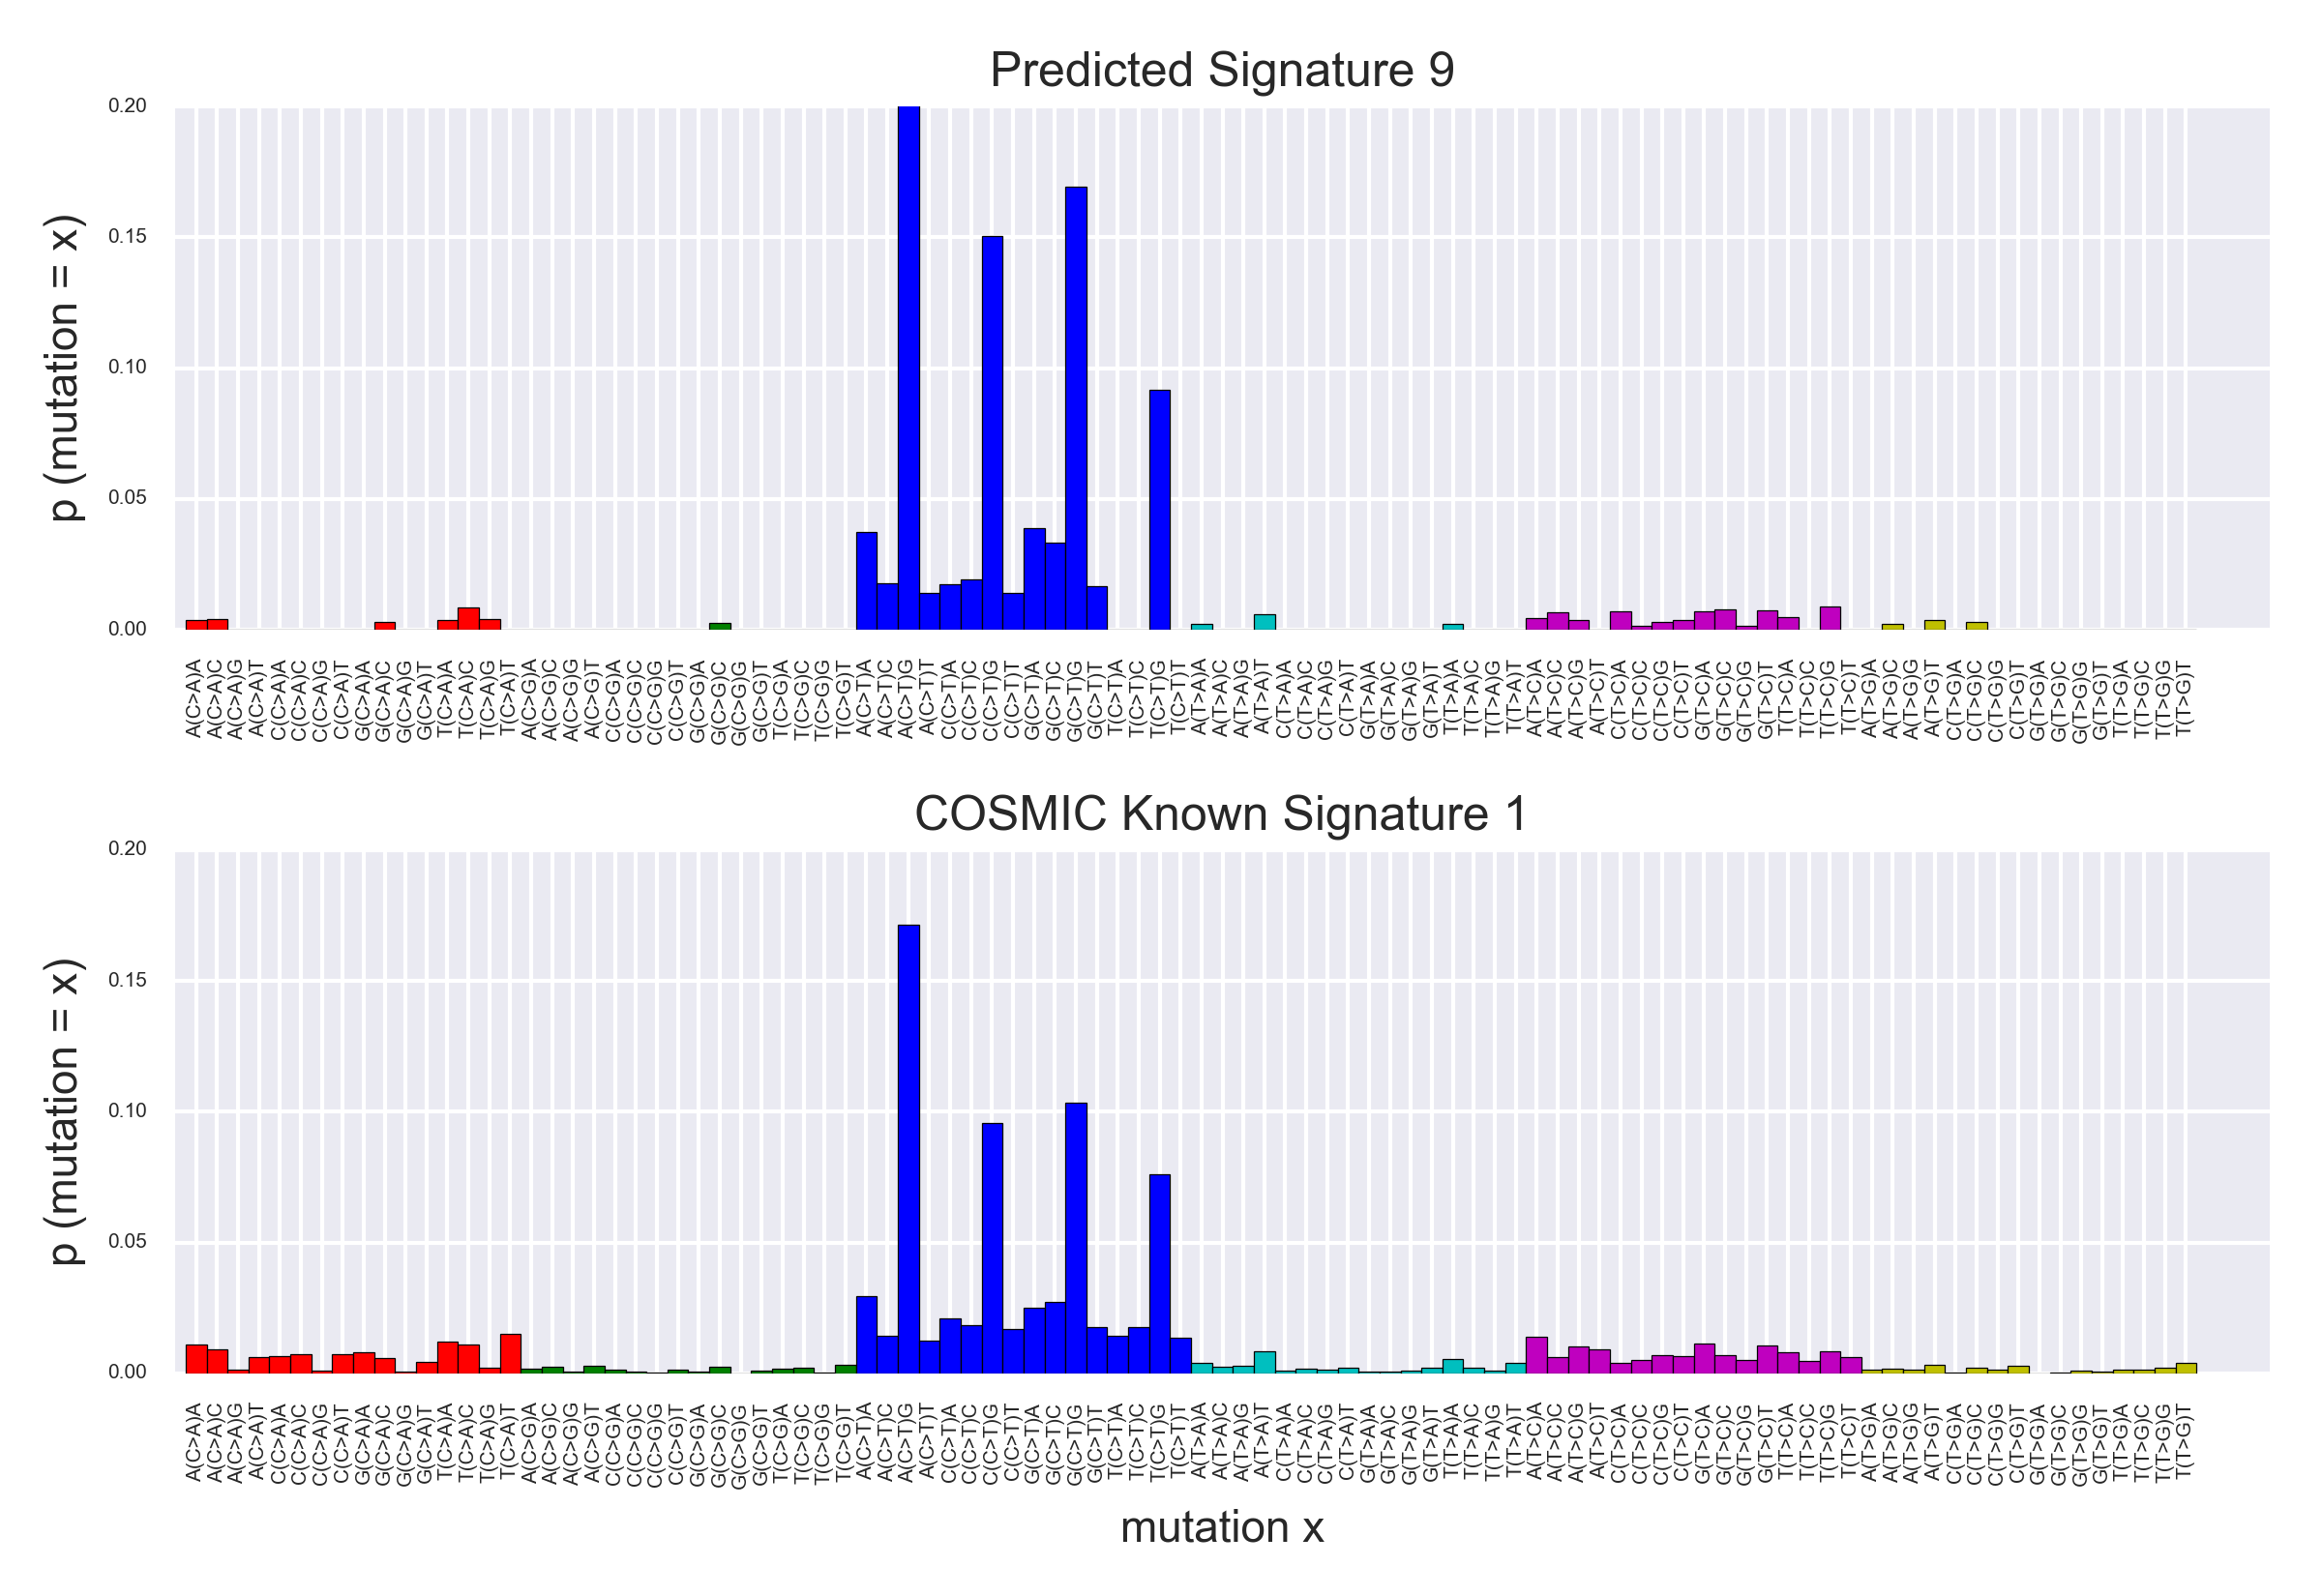 Predicted Signature 9
p (mutation = x)
0.20
0.15
0.10
0.05
0.00
A(C>A)A A(C>A)C A(C>A)G A(C>A)T C(C>A)A C(C>A)C C(C>A)G C(C>A)T G(C>A)A G(C>A)C G(C>A)G G(C>A)T T(C>A)A T(C>A)C T(C>A)G T(C>A)T A(C>G)A A(C>G)C A(C>G)G A(C>G)T C(C>G)A C(C>G)C C(C>G)G C(C>G)T G(C>G)A G(C>G)C G(C>G)G G(C>G)T T(C>G)A T(C>G)C T(C>G)G T(C>G)T A(C>T)A A(C>T)C A(C>T)G A(C>T)T C(C>T)A C(C>T)C C(C>T)G C(C>T)T G(C>T)A G(C>T)C G(C>T)G G(C>T)T T(C>T)A T(C>T)C T(C>T)G T(C>T)T A(T>A)A A(T>A)C A(T>A)G A(T>A)T C(T>A)A C(T>A)C C(T>A)G C(T>A)T G(T>A)A G(T>A)C G(T>A)G G(T>A)T T(T>A)A T(T>A)C T(T>A)G T(T>A)T A(T>C)A A(T>C)C A(T>C)G A(T>C)T C(T>C)A C(T>C)C C(T>C)G C(T>C)T G(T>C)A G(T>C)C G(T>C)G G(T>C)T T(T>C)A T(T>C)C T(T>C)G T(T>C)T A(T>G)A A(T>G)C A(T>G)G A(T>G)T C(T>G)A C(T>G)C C(T>G)G C(T>G)T G(T>G)A G(T>G)C G(T>G)G G(T>G)T T(T>G)A T(T>G)C T(T>G)G T(T>G)T
COSMIC Known Signature 1
p (mutation = x)
0.20
0.15
0.10
0.05
0.00
A(C>A)A A(C>A)C A(C>A)G A(C>A)T C(C>A)A C(C>A)C C(C>A)G C(C>A)T G(C>A)A G(C>A)C G(C>A)G G(C>A)T T(C>A)A T(C>A)C T(C>A)G T(C>A)T A(C>G)A A(C>G)C A(C>G)G A(C>G)T C(C>G)A C(C>G)C C(C>G)G C(C>G)T G(C>G)A G(C>G)C G(C>G)G G(C>G)T T(C>G)A T(C>G)C T(C>G)G T(C>G)T A(C>T)A A(C>T)C A(C>T)G A(C>T)T C(C>T)A C(C>T)C C(C>T)G C(C>T)T G(C>T)A G(C>T)C G(C>T)G G(C>T)T T(C>T)A T(C>T)C T(C>T)G T(C>T)T A(T>A)A A(T>A)C A(T>A)G A(T>A)T C(T>A)A C(T>A)C C(T>A)G C(T>A)T G(T>A)A G(T>A)C G(T>A)G G(T>A)T T(T>A)A T(T>A)C T(T>A)G T(T>A)T A(T>C)A A(T>C)C A(T>C)G A(T>C)T C(T>C)A C(T>C)C C(T>C)G C(T>C)T G(T>C)A G(T>C)C G(T>C)G G(T>C)T T(T>C)A T(T>C)C T(T>C)G T(T>C)T A(T>G)A A(T>G)C A(T>G)G A(T>G)T C(T>G)A C(T>G)C C(T>G)G C(T>G)T G(T>G)A G(T>G)C G(T>G)G G(T>G)T T(T>G)A T(T>G)C T(T>G)G T(T>G)T
mutation x